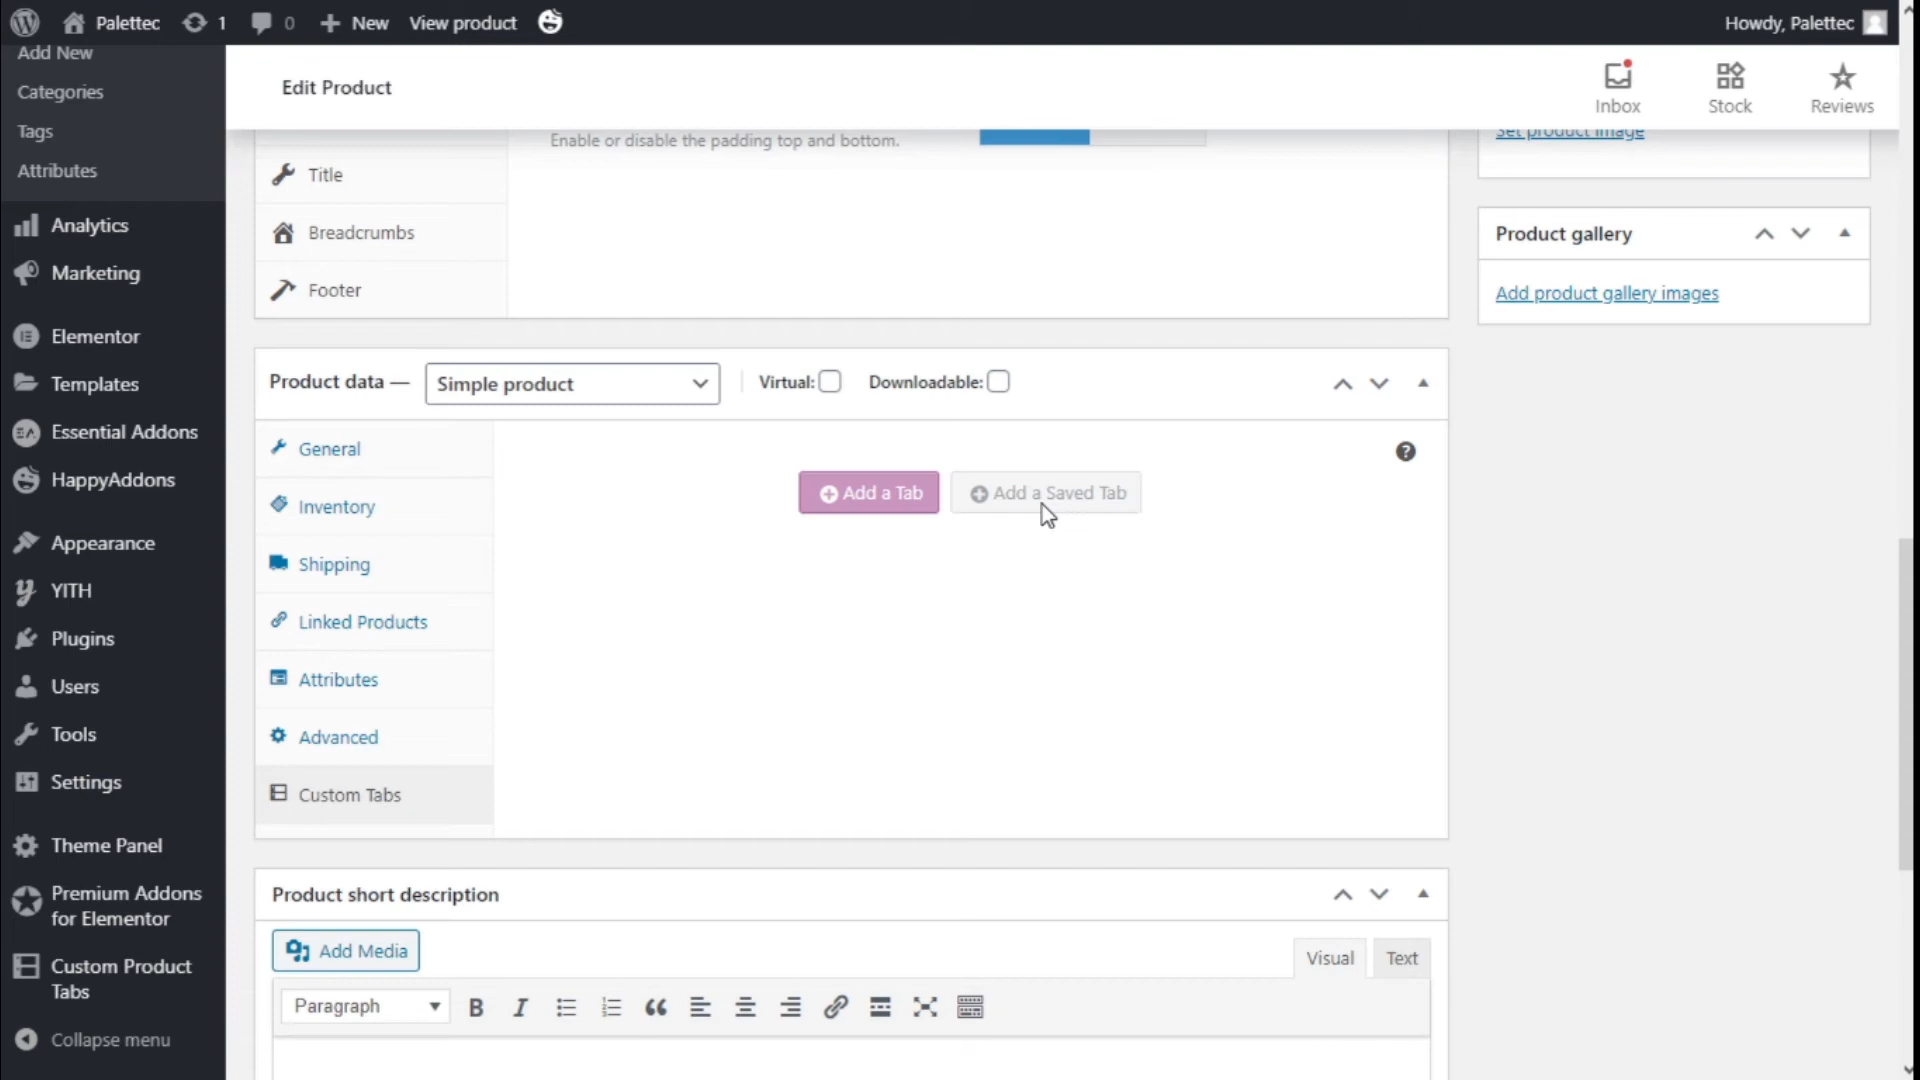 Palettec 1 0 New View product Howdy, Palettec
Add New
Categories
Tags
Attributes
Analytics
Marketing
Elementor
Templates
Essential Addons
HappyAddons
Appearance
YITH
Plugins
Users
Tools
Settings
Theme Panel
Premium Addons
for Elementor
Custom Product
Tabs
Collapse menu
Edit Product
Inbox
Stock
Reviews
Enable or disable the padding top and bottom.
Title
Breadcrumbs
Footer
Set product image
Product gallery
Add product gallery images
Product data — Simple product Virtual: Downloadable:
General
Inventory
Shipping
Linked Products
Attributes
Advanced
Custom Tabs
Add a Tab
Add a Saved Tab
Product short description
Add Media
Visual
Text
Paragraph